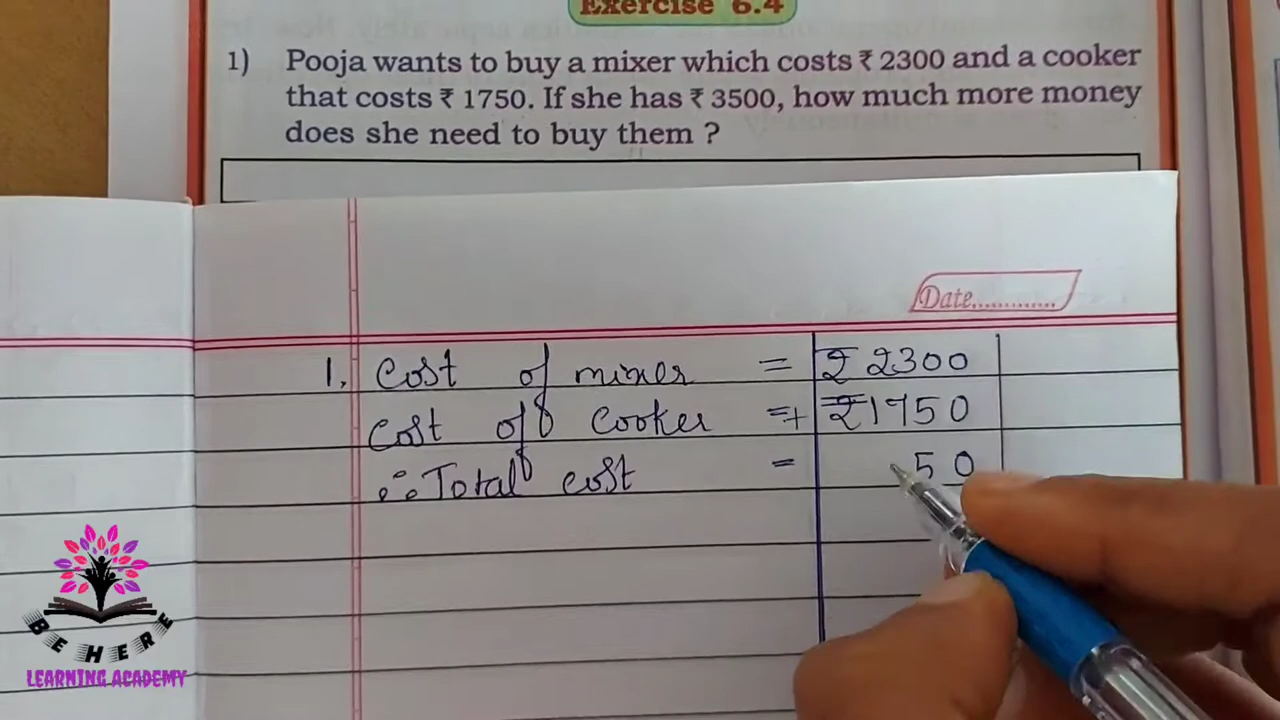 Exercise 6.4
1) Pooja wants to buy a mixer which costs ₹ 2300 and a cooker
that costs ₹ 1750. If she has ₹ 3500, how much more money
does she need to buy them ?
Date.............
1. Cost of mixer = ₹ 2300
Cost of Cooker =+ ₹1750
∴ Total cost = 50
BE HERE
LEARNING ACADEMY